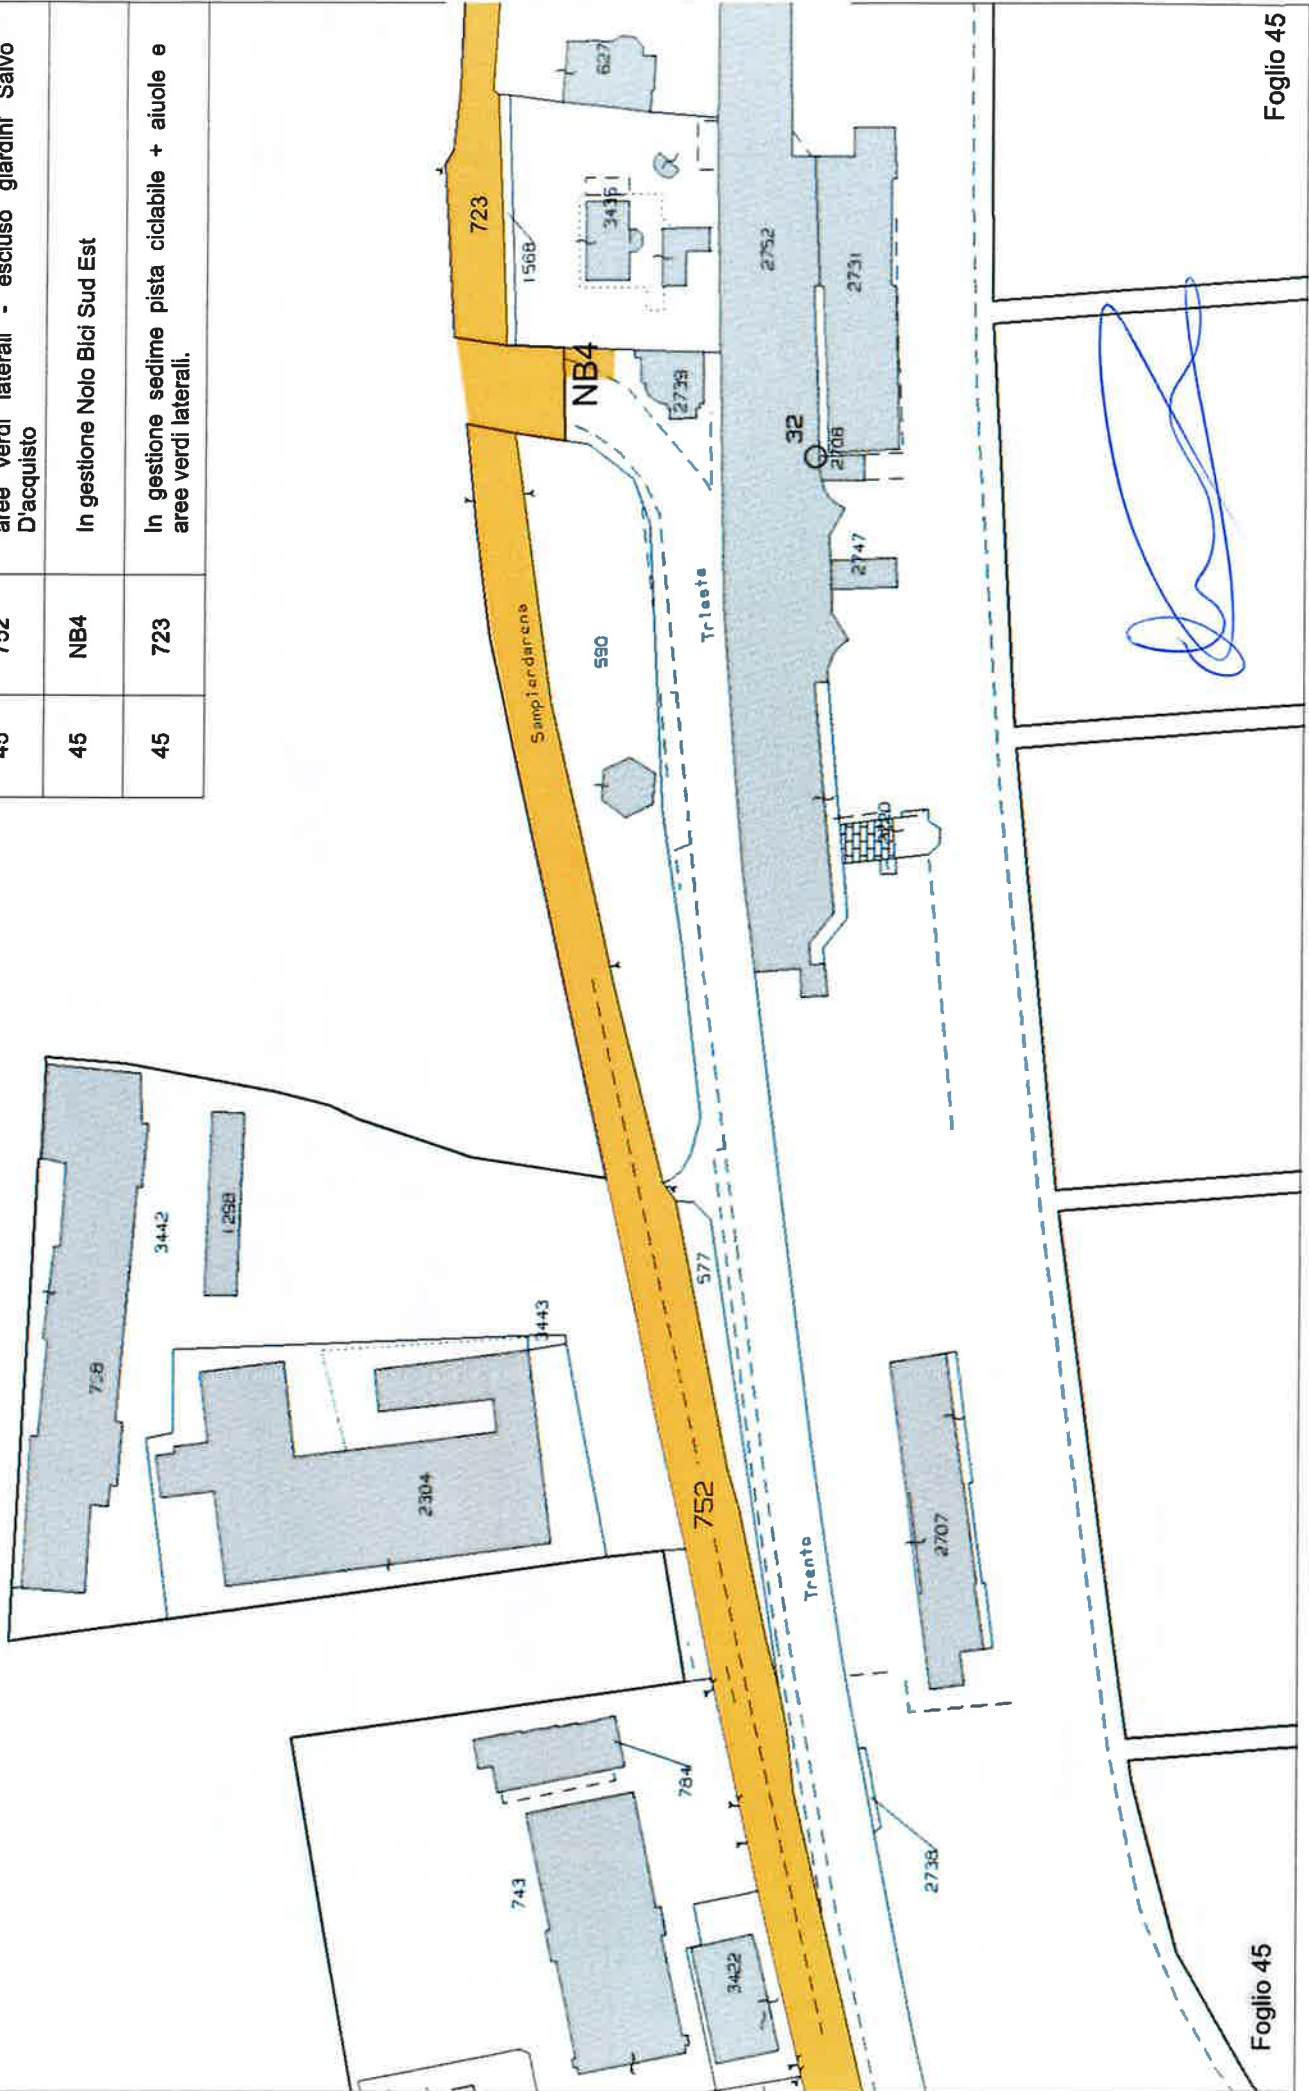 45 752 aree verdi laterali - escluso giardini Salvo
D'acquisto
45 NB4 In gestione Nolo Bici Sud Est
45 723 In gestione sedime pista ciclabile + aiuole e
aree verdi laterali.
758
3442
1298
2304
3443
743
784
3422
752
577
Trento
2738
2707
Sampierdarena
590
Trieste
723
1568
NB4
2739
3435
627
2752
2731
32
2708
2747
Foglio 45
Foglio 45